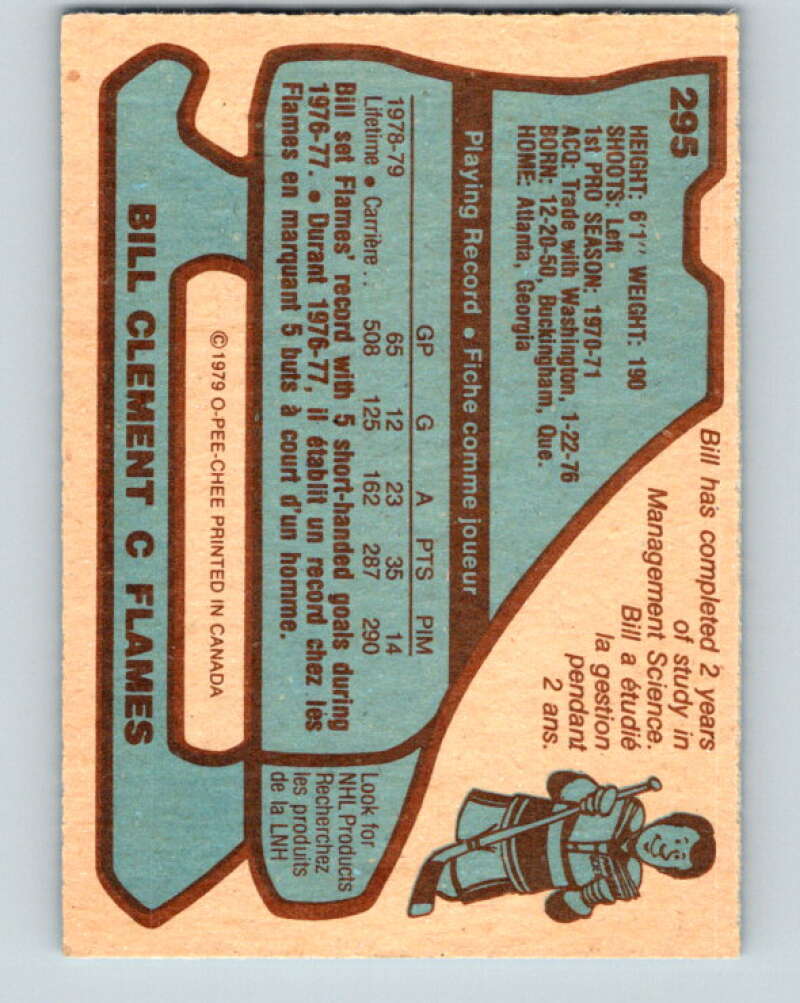 295
HEIGHT: 6'1" WEIGHT: 190
SHOOTS: Left
1st PRO SEASON: 1970-71
ACQ: Trade with Washington, 1-22-76
BORN: 12-20-50, Buckingham, Que.
HOME: Atlanta, Georgia
Bill has completed 2 years
of study in
Management Science.
Bill a étudié
la gestion
pendant
2 ans.
Playing Record • Fiche comme joueur
GP G A PTS PIM
1978-79 65 12 23 35 14
Lifetime • Carrière .. 508 125 162 287 290
Bill set Flames' record with 5 short-handed goals during
1976-77. • Durant 1976-77, il établit un record chez les
Flames en marquant 5 buts à court d'un homme.
Look for
NHL Products
Recherchez
les produits
de la LNH
©1979 O-PEE-CHEE PRINTED IN CANADA
BILL CLEMENT C FLAMES